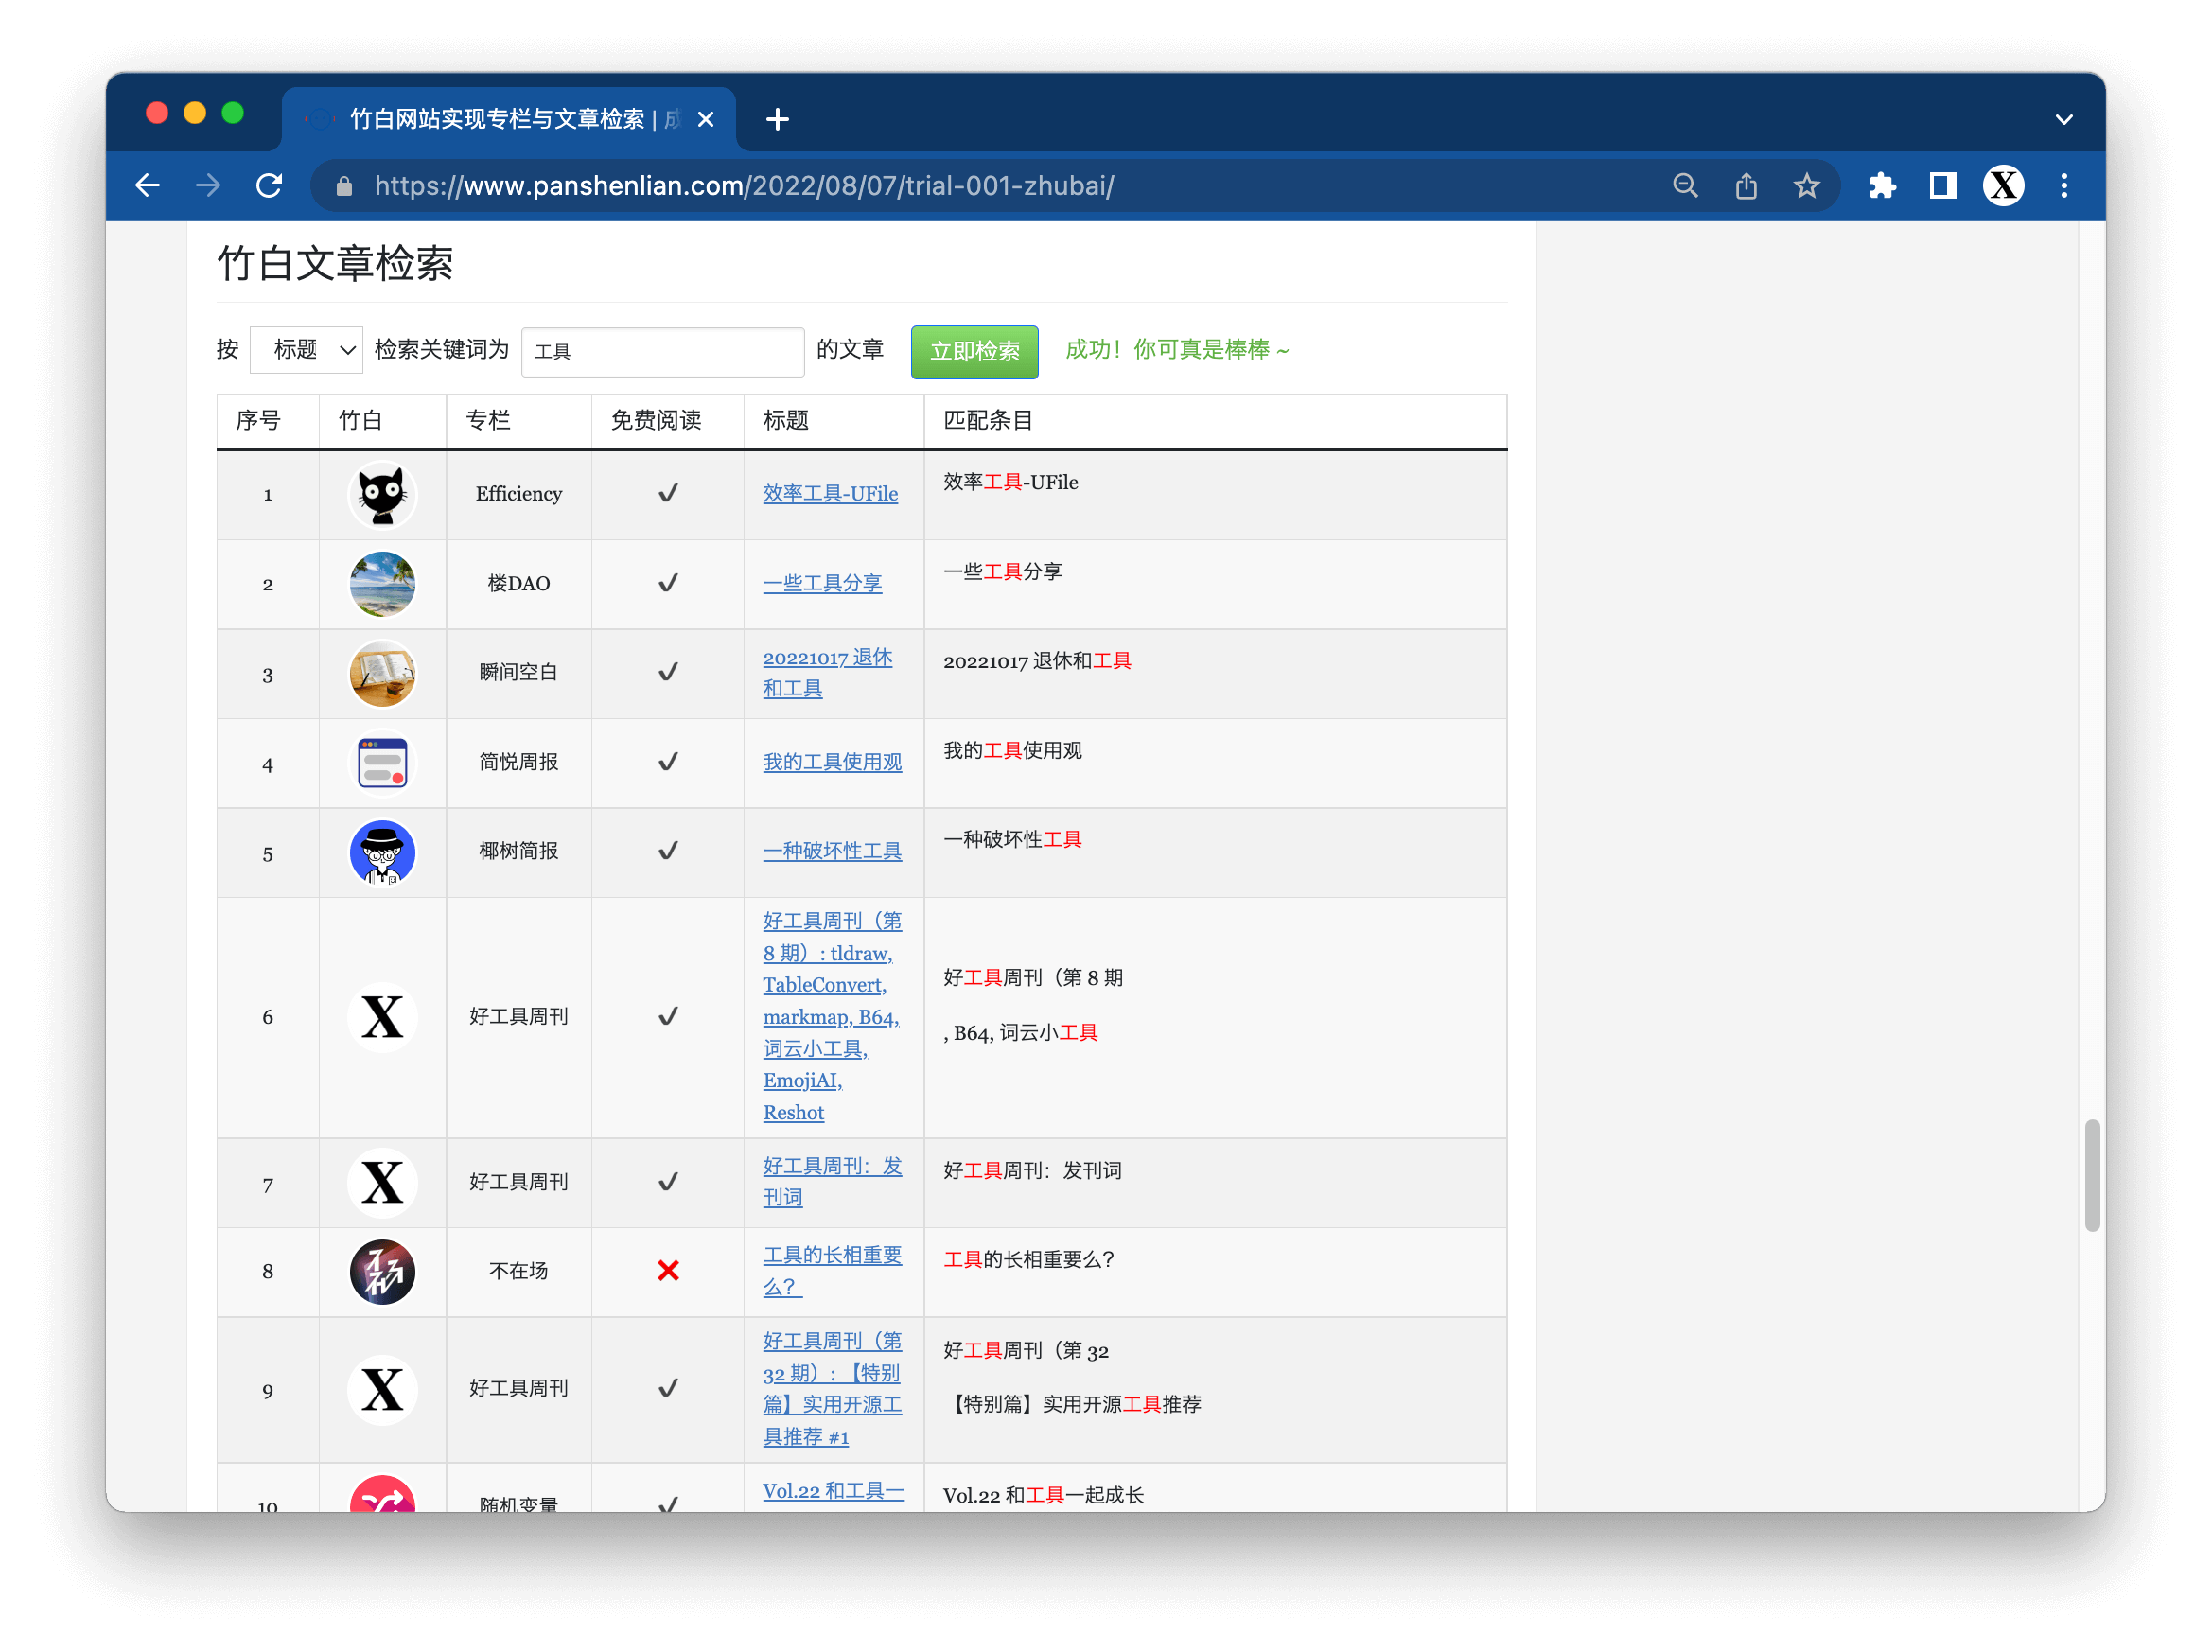 竹白网站实现专栏与文章检索 | 成
https://www.panshenlian.com/2022/08/07/trial-001-zhubai/
竹白文章检索
按 标题 检索关键词为 工具 的文章 立即检索 成功！你可真是棒棒 ~
序号 竹白 专栏 免费阅读 标题 匹配条目
1 Efficiency ✓ 效率工具-UFile 效率工具-UFile
2 楼DAO ✓ 一些工具分享 一些工具分享
3 瞬间空白 ✓ 20221017 退休 20221017 退休和工具
和工具
4 简悦周报 ✓ 我的工具使用观 我的工具使用观
5 椰树简报 ✓ 一种破坏性工具 一种破坏性工具
好工具周刊（第
8 期）: tldraw,
TableConvert,
markmap, B64,
词云小工具,
EmojiAI,
Reshot
6 X 好工具周刊 ✓
好工具周刊（第 8 期
, B64, 词云小工具
7 X 好工具周刊 ✓ 好工具周刊：发 好工具周刊：发刊词
刊词
8 不在场 ✗ 工具的长相重要 工具的长相重要么？
么？
9 X 好工具周刊 ✓
好工具周刊（第
32 期）: 【特别
篇】实用开源工
具推荐 #1
好工具周刊（第 32
【特别篇】实用开源工具推荐
10 随机变量 ✓ Vol.22 和工具一 Vol.22 和工具一起成长